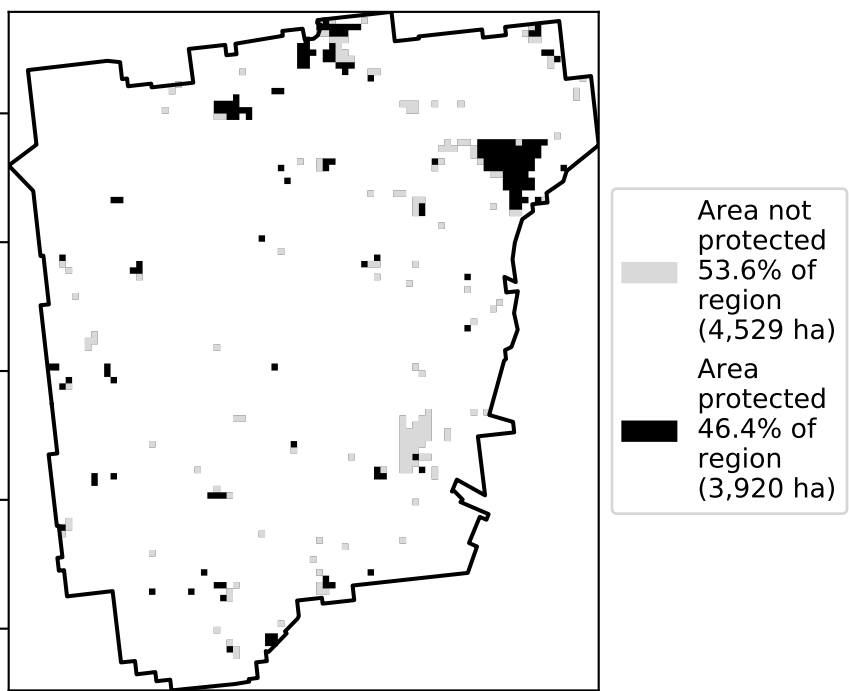 Area not
protected
53.6% of
region
(4,529 ha)
Area
protected
46.4% of
region
(3,920 ha)